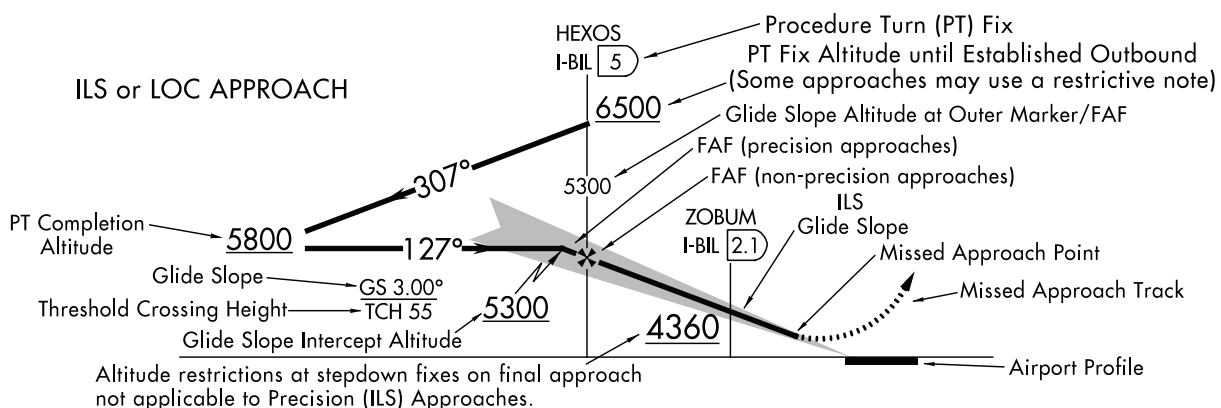 ILS or LOC APPROACH
HEXOS
I-BIL 5
Procedure Turn (PT) Fix
PT Fix Altitude until Established Outbound
(Some approaches may use a restrictive note)
6500
Glide Slope Altitude at Outer Marker/FAF
FAF (precision approaches)
5300
FAF (non-precision approaches)
307°
ZOBUM
I-BIL 2.1
ILS
Glide Slope
PT Completion
Altitude
5800
127°
Missed Approach Point
Missed Approach Track
Glide Slope
GS 3.00°
Threshold Crossing Height
TCH 55
5300
Glide Slope Intercept Altitude
4360
Altitude restrictions at stepdown fixes on final approach
not applicable to Precision (ILS) Approaches.
Airport Profile